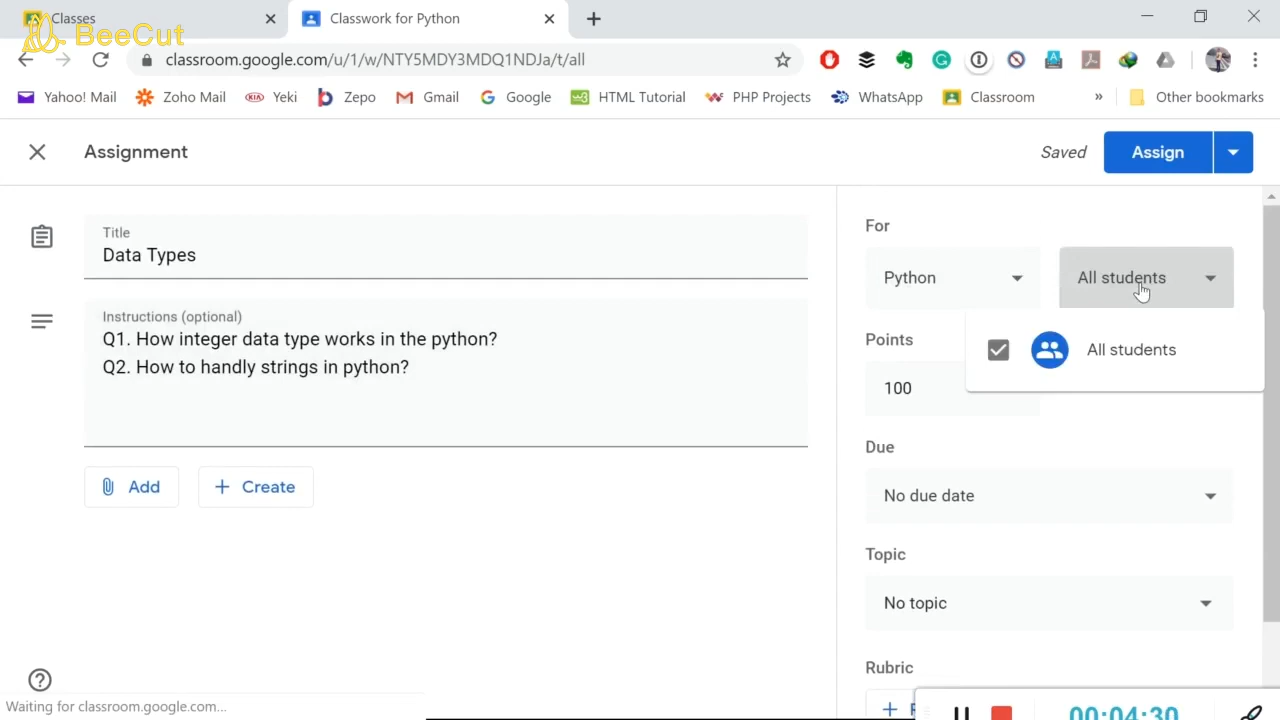 Classes
Classwork for Python
BeeCut
classroom.google.com/u/1/w/NTY5MDY3MDQ1NDJa/t/all
Yahoo! Mail
Zoho Mail
Yeki
Zepo
Gmail
Google
HTML Tutorial
PHP Projects
WhatsApp
Classroom
»
Other bookmarks
Assignment
Saved
Assign
Title
Data Types
Instructions (optional)
Q1. How integer data type works in the python?
Q2. How to handly strings in python?
Add
Create
For
Python
All students
All students
Points
100
Due
No due date
Topic
No topic
Rubric
Waiting for classroom.google.com...
00:04:30